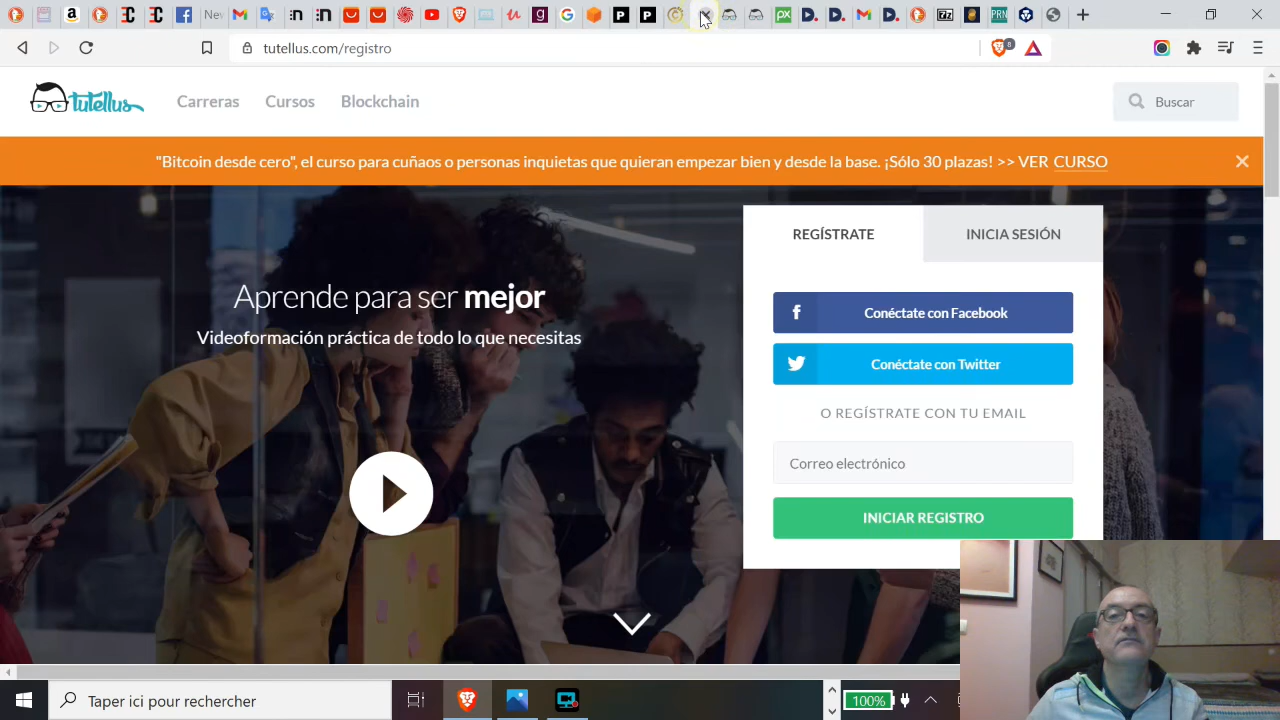 New
tutellus.com/registro
8
tutellus
Carreras
Cursos
Blockchain
Buscar
"Bitcoin desde cero", el curso para cuñaos o personas inquietas que quieran empezar bien y desde la base. ¡Sólo 30 plazas! >> VER CURSO
REGÍSTRATE
INICIA SESIÓN
Aprende para ser mejor
Videoformación práctica de todo lo que necesitas
Conéctate con Facebook
Conéctate con Twitter
O REGÍSTRATE CON TU EMAIL
Correo electrónico
INICIAR REGISTRO
Taper ici pour rechercher
100%